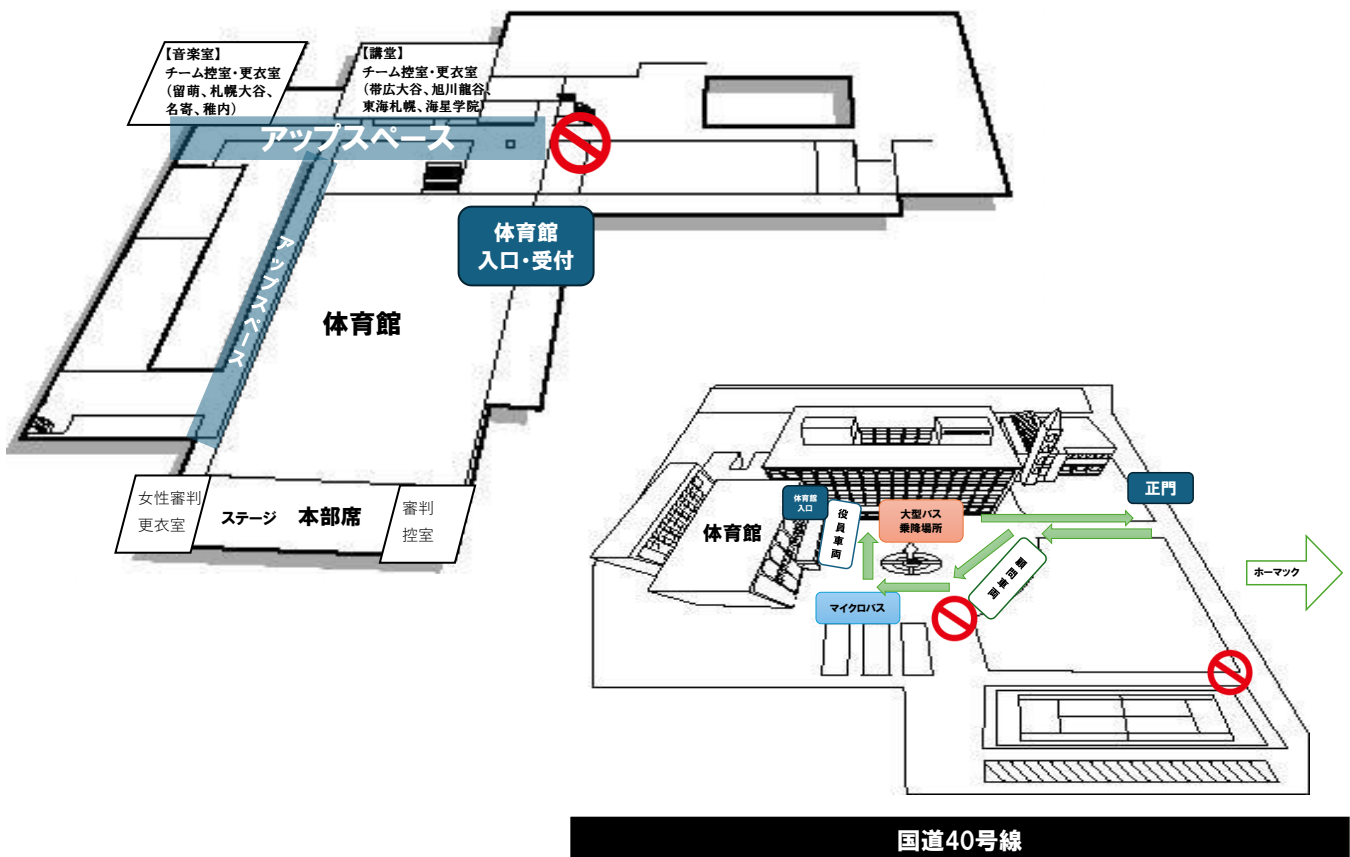 【音楽室】
チーム控室・更衣室
(留萌、札幌大谷、
名寄、稚内)
【講堂】
チーム控室・更衣室
(帯広大谷、旭川龍谷、
東海札幌、海星学院)
アップスペース
アップスペース
体育館
入口・受付
体育館
女性審判
更衣室
ステージ 本部席
審判
控室
体育館
体育館
入口
役員車両
大型バス
乗降場所
正門
顧問車両
マイクロバス
ホーマック
国道40号線